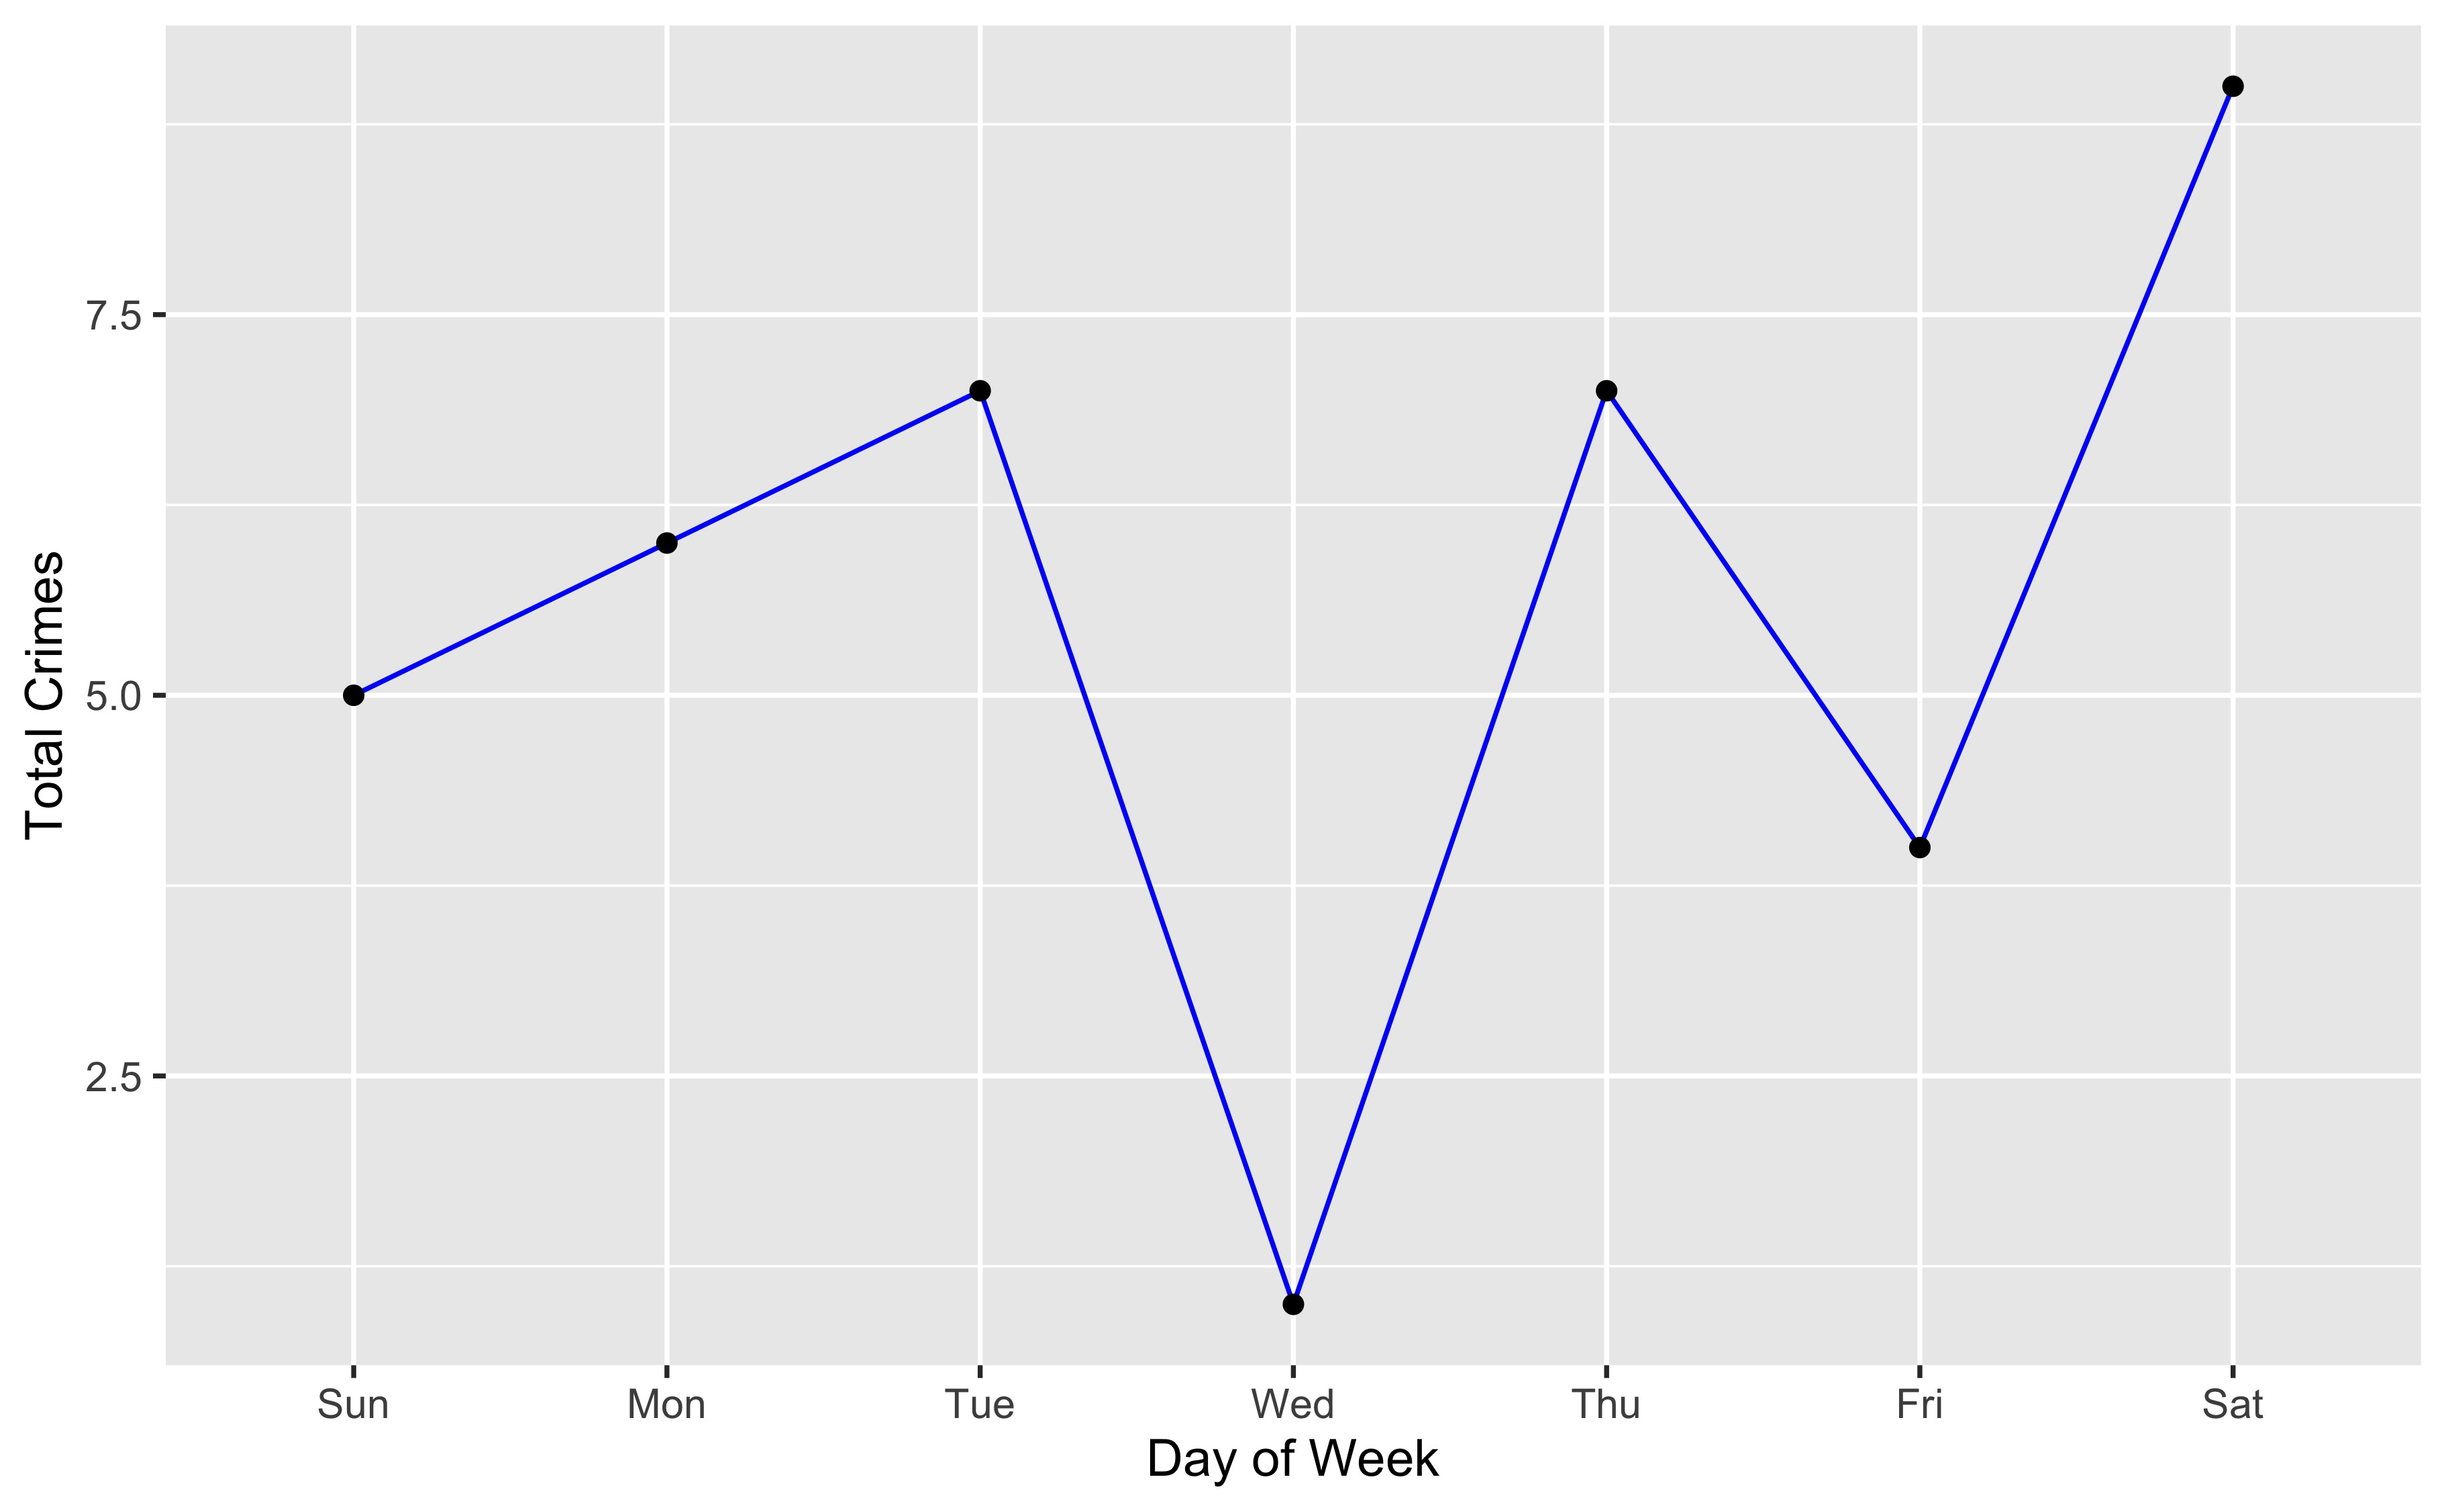 Total Crimes
7.5
5.0
2.5
Sun Mon Tue Wed Thu Fri Sat
Day of Week